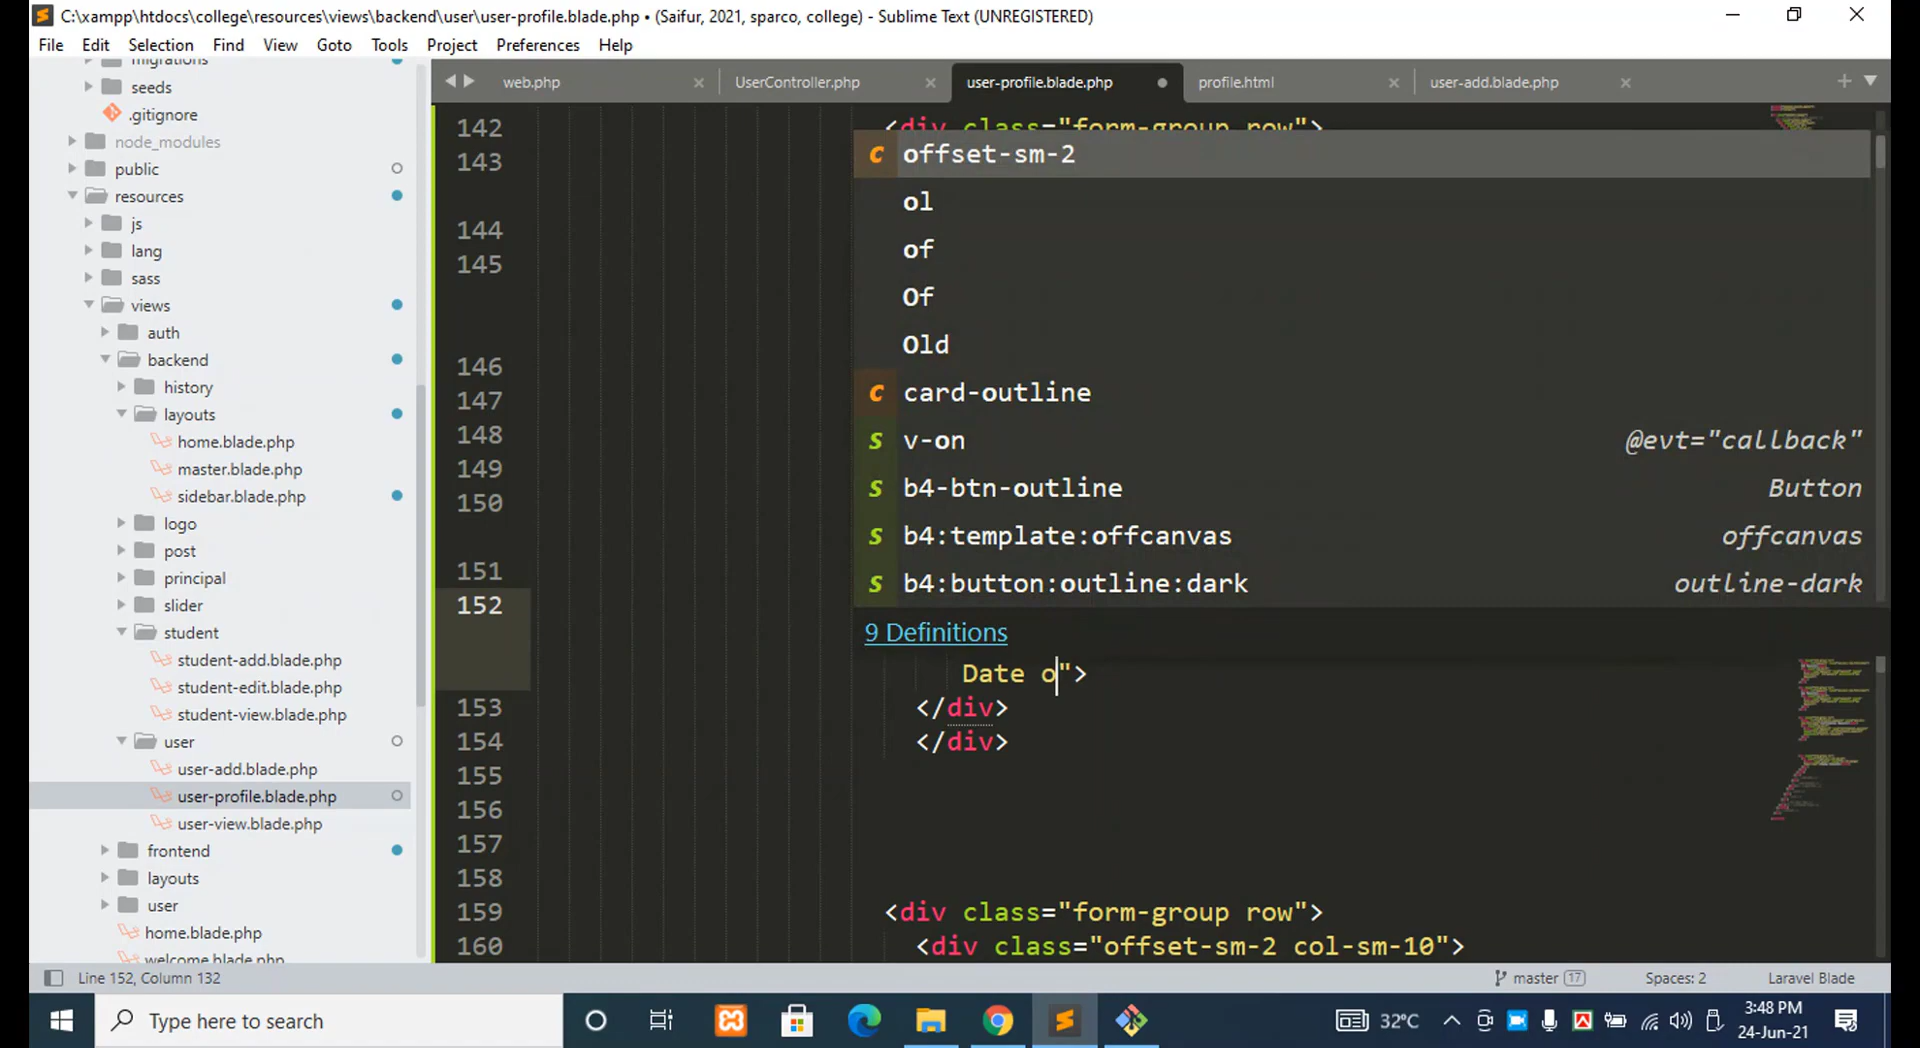 C:\xampp\htdocs\college\resources\views\backend\user\user-profile.blade.php • (Saifur, 2021, sparco, college) - Sublime Text (UNREGISTERED)
File Edit Selection Find View Goto Tools Project Preferences Help
migrations
seeds
.gitignore
node_modules
public
resources
js
lang
sass
views
auth
backend
history
layouts
home.blade.php
master.blade.php
sidebar.blade.php
logo
post
principal
slider
student
student-add.blade.php
student-edit.blade.php
student-view.blade.php
user
user-add.blade.php
user-profile.blade.php
user-view.blade.php
frontend
layouts
user
home.blade.php
welcome.blade.php
web.php UserController.php user-profile.blade.php profile.html user-add.blade.php
142 <div class="form-group row">
143
144
145
146
147
148
149
150
151
152
offset-sm-2
ol
of
Of
Old
card-outline
v-on @evt="callback"
b4-btn-outline Button
b4:template:offcanvas offcanvas
b4:button:outline:dark outline-dark
9 Definitions
Date o">
153 </div>
154 </div>
155
156
157
158
159 <div class="form-group row">
160 <div class="offset-sm-2 col-sm-10">
Line 152, Column 132 master 17 Spaces: 2 Laravel Blade
Type here to search 32°C 3:48 PM
24-Jun-21